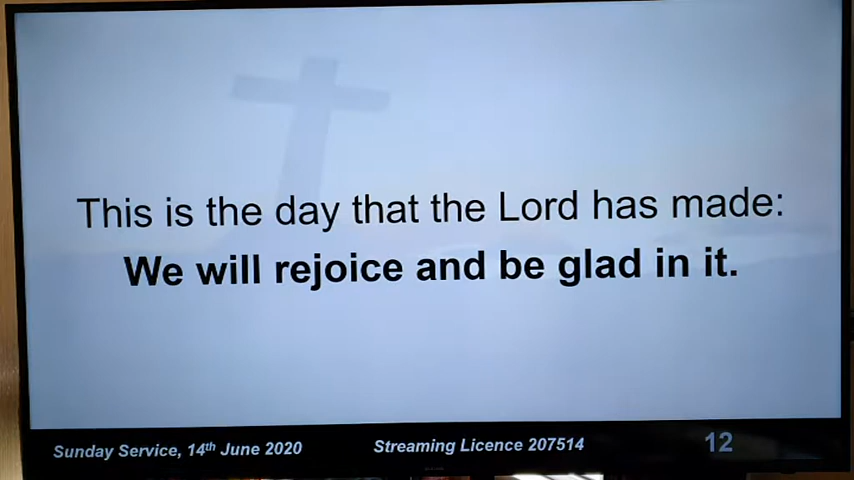 This is the day that the Lord has made:
We will rejoice and be glad in it.
Sunday Service, 14th June 2020 Streaming Licence 207514 12